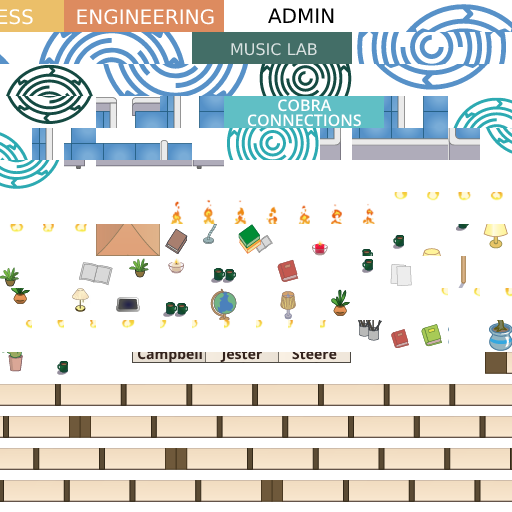 ESS ENGINEERING ADMIN
MUSIC LAB
COBRA
CONNECTIONS
Campbell Jester Steere